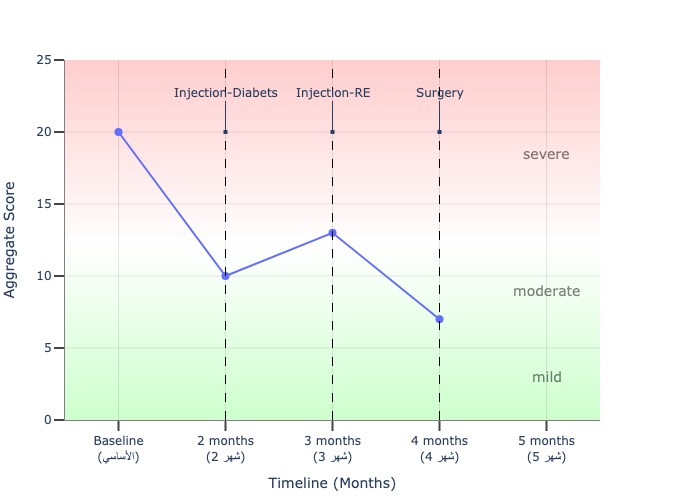 25
Injection-Diabets
Injection-RE
Surgery
20
severe
15
Aggregate Score
10
moderate
5
mild
0
Baseline
2 months
3 months
4 months
5 months
(الأساسي)
(شهر 2)
(شهر 3)
(شهر 4)
(شهر 5)
Timeline (Months)